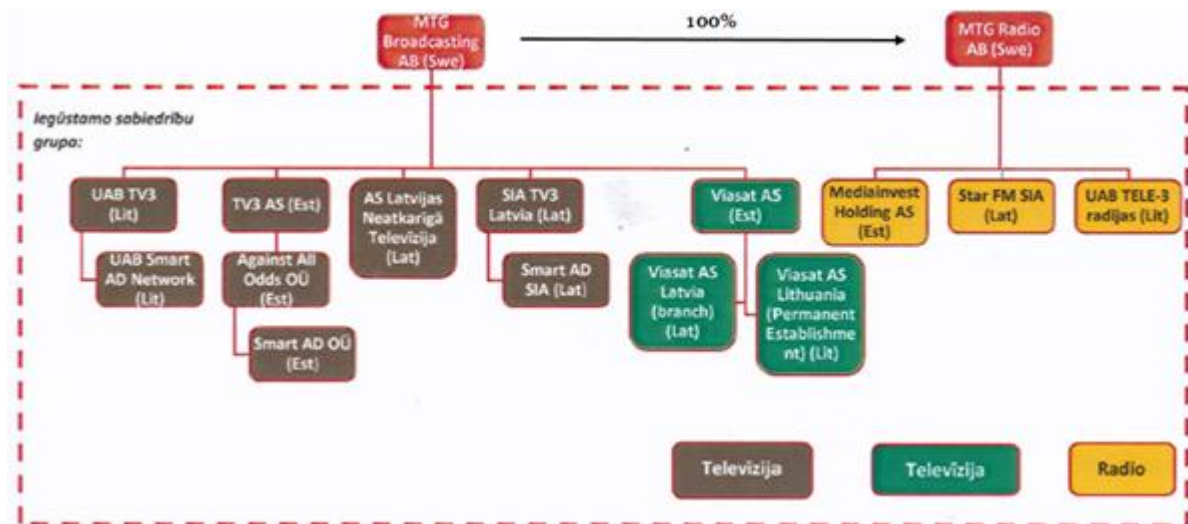 MTG
Broadcasting
AB (Swe)
100%
MTG Radio
AB (Swe)
Iegūstamo sabiedrību
grupa:
UAB TV3
(Lit)
TV3 AS (Est)
AS Latvijas
Neatkarīgā
Televīzija
(Lat)
SIA TV3
Latvia (Lat)
Viasat AS
(Est)
Mediainvest
Holding AS
(Est)
Star FM SIA
(Lat)
UAB TELE-3
radijas (Lit)
UAB Smart
AD Network
(Lit)
Against All
Odds OÜ
(Est)
Smart AD
SIA (Lat)
Viasat AS
Latvia
(branch)
(Lat)
Viasat AS
Lithuania
(Permanent
Establishme
nt) (Lit)
Smart AD OÜ
(Est)
Televīzija
Televīzija
Radio